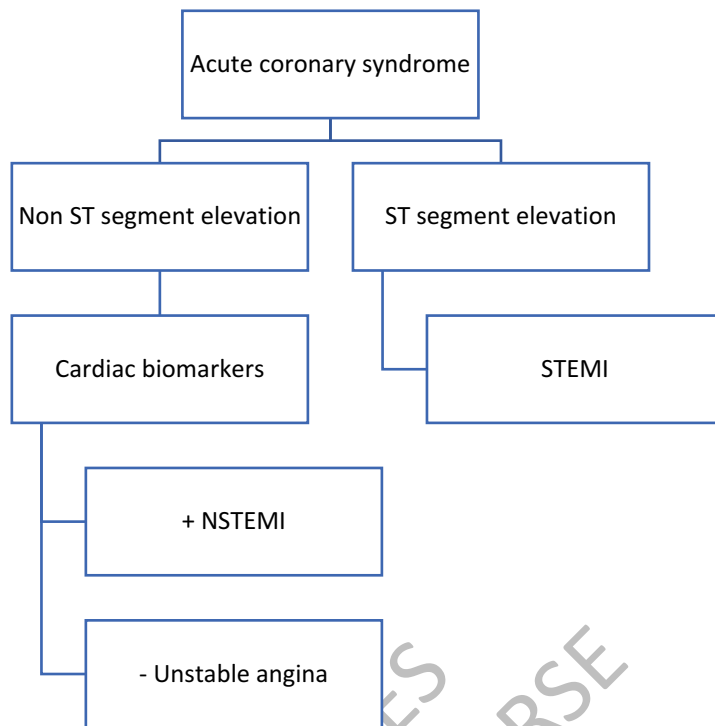 Acute coronary syndrome
Non ST segment elevation
ST segment elevation
Cardiac biomarkers
STEMI
+ NSTEMI
- Unstable angina